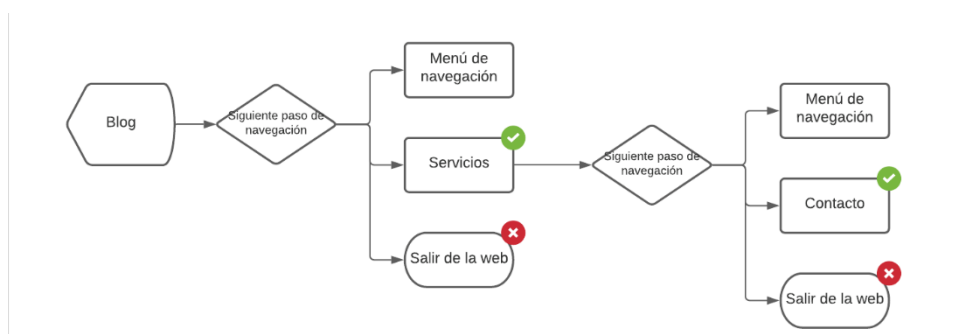 Blog
Siguiente paso de
navegación
Menú de
navegación
Servicios
Salir de la web
Siguiente paso de
navegación
Menú de
navegación
Contacto
Salir de la web